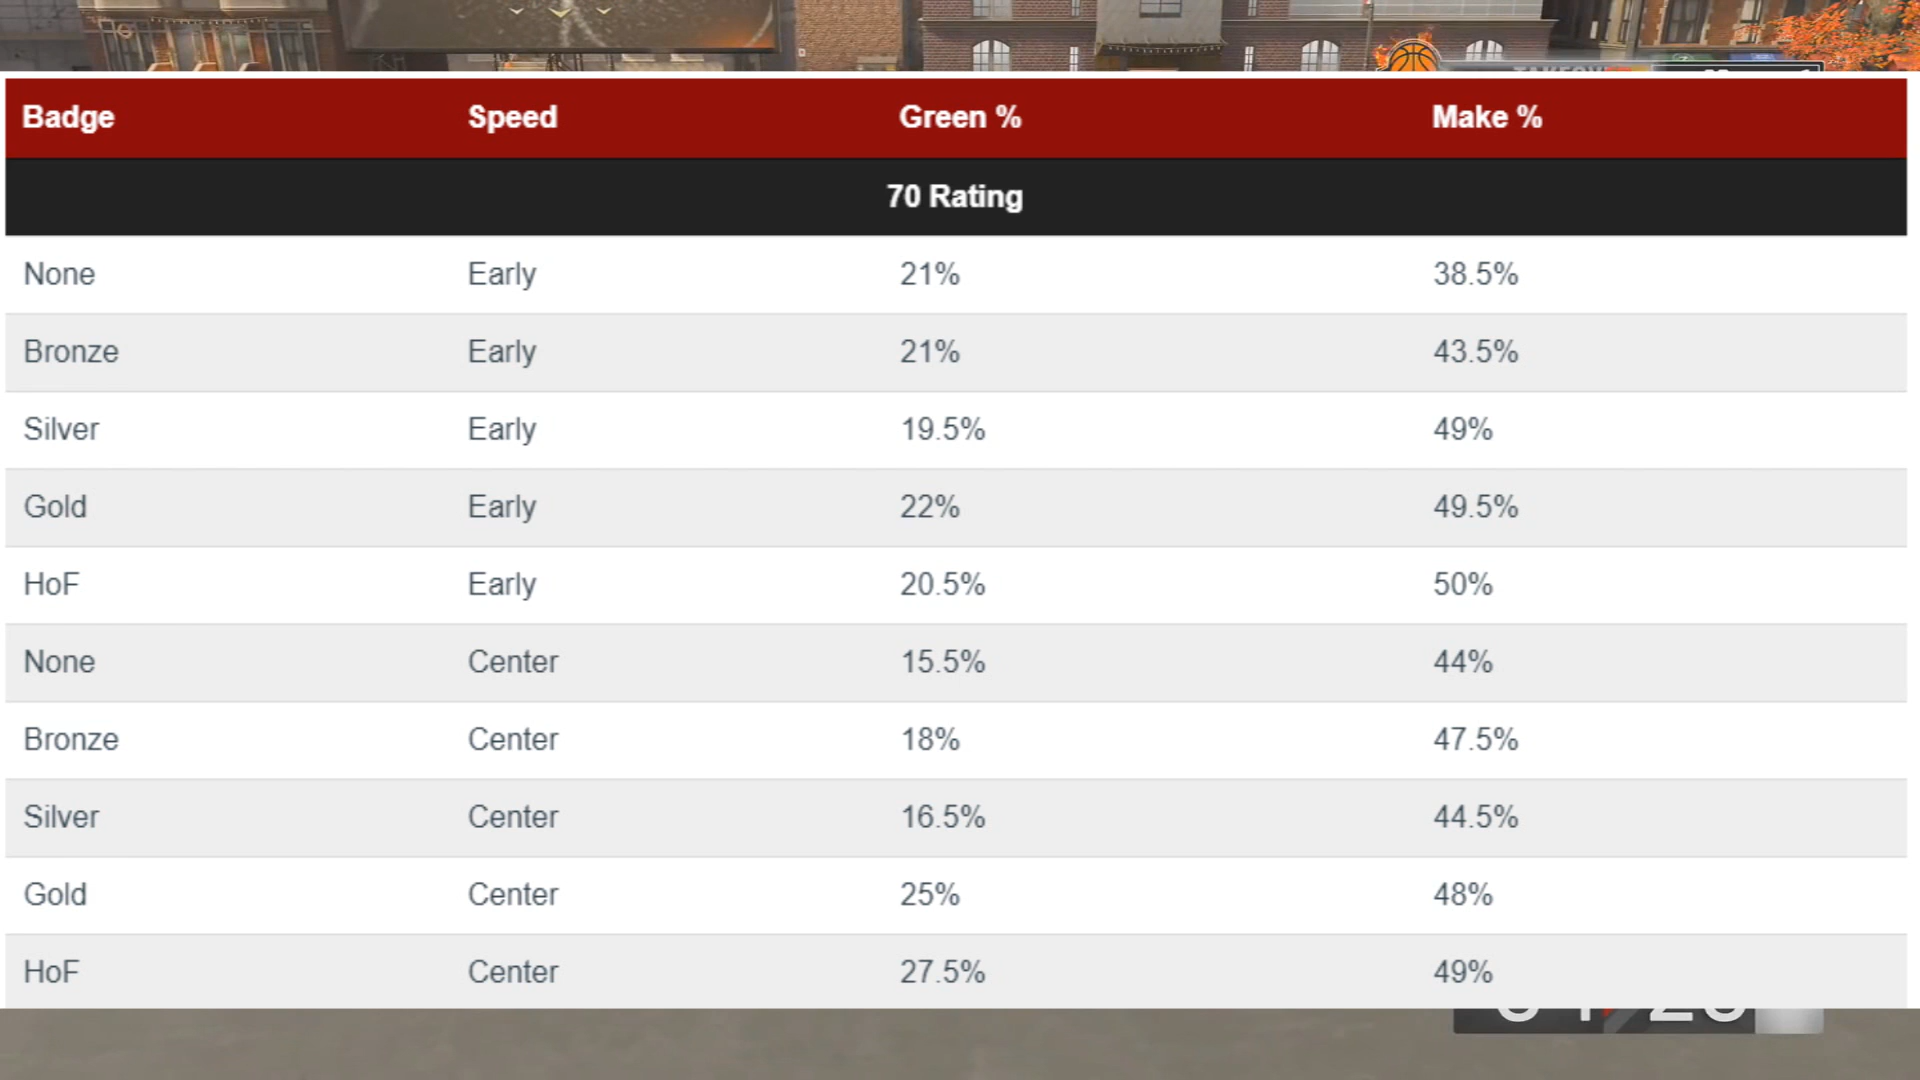 Badge Speed Green % Make %
70 Rating
None Early 21% 38.5%
Bronze Early 21% 43.5%
Silver Early 19.5% 49%
Gold Early 22% 49.5%
HoF Early 20.5% 50%
None Center 15.5% 44%
Bronze Center 18% 47.5%
Silver Center 16.5% 44.5%
Gold Center 25% 48%
HoF Center 27.5% 49%